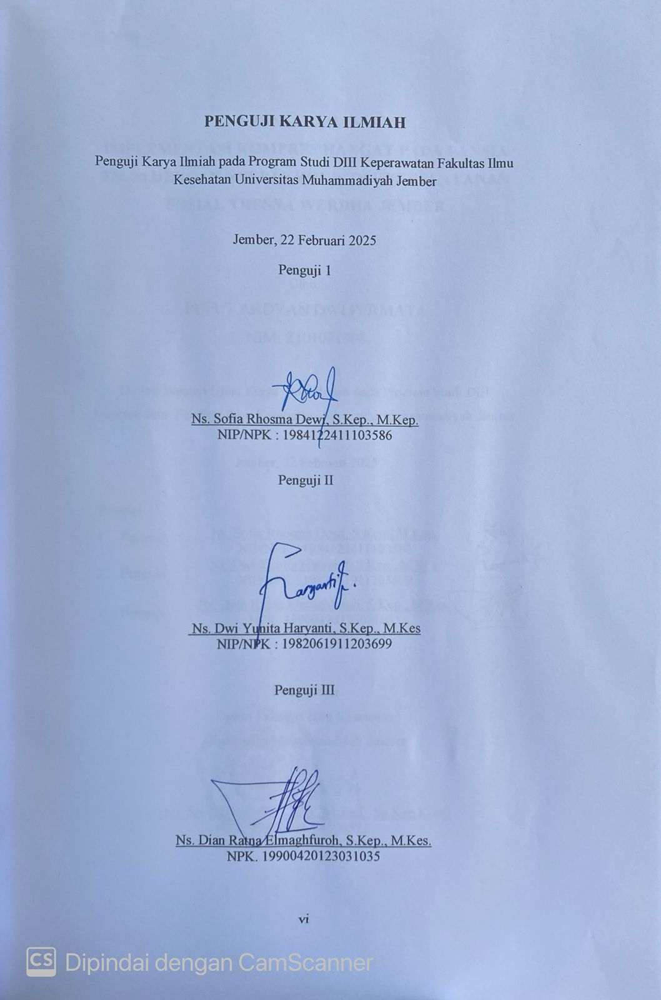 PENGUJI KARYA ILMIAH
Penguji Karya Ilmiah pada Program Studi DIII Keperawatan Fakultas Ilmu
Kesehatan Universitas Muhammadiyah Jember
Jember, 22 Februari 2025
Penguji 1
Ns. Sofia Rhosma Dewi, S.Kep., M.Kep.
NIP/NPK : 1984122411103586
Penguji II
Haryanti
Ns. Dwi Yunita Haryanti, S.Kep., M.Kes
NIP/NPK : 1982061911203699
Penguji III
Ns. Dian Ratna Elmaghfuroh, S.Kep., M.Kes.
NPK. 19900420123031035
vi
CS Dipindai dengan CamScanner